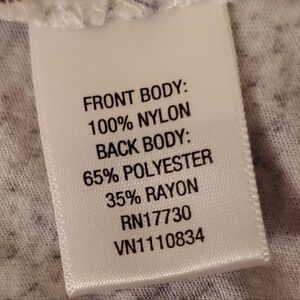 FRONT BODY:
100% NYLON
BACK BODY:
65% POLYESTER
35% RAYON
RN17730
VN1110834